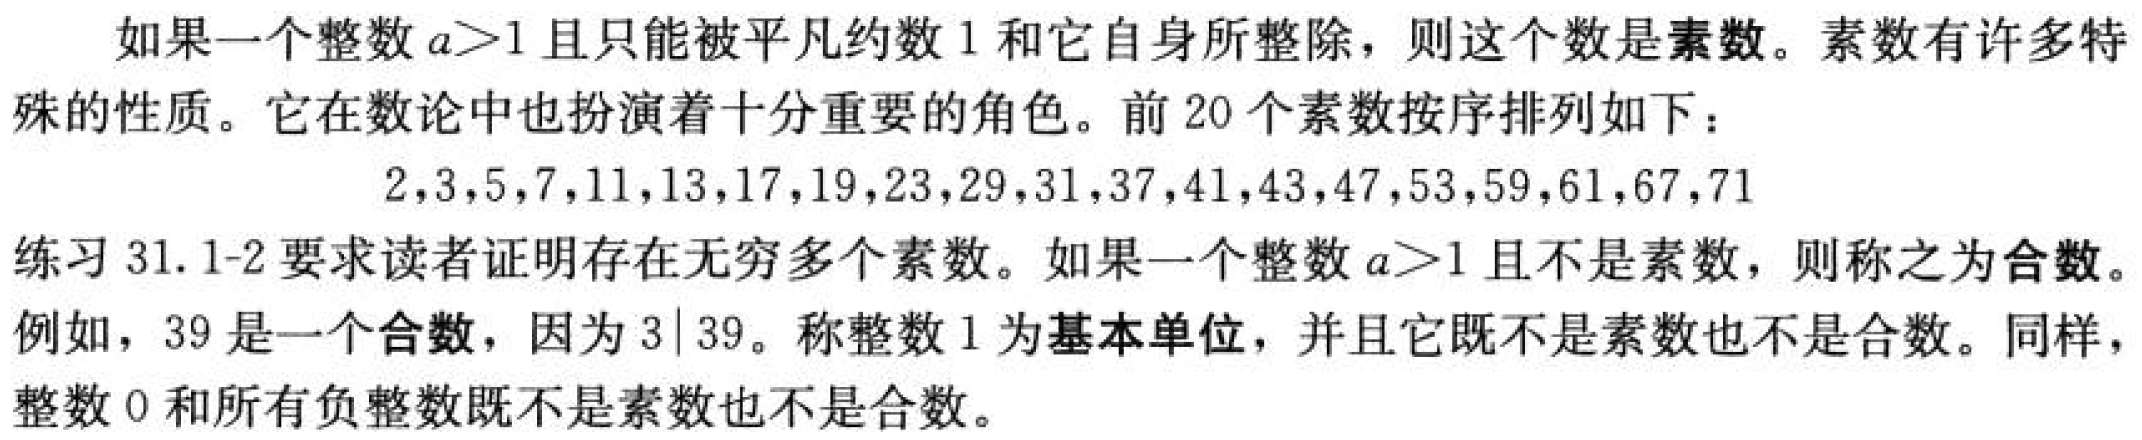 如果一个整数 a>1 且只能被平凡约数 1 和它自身所整除，则这个数是素数。素数有许多特
殊的性质。它在数论中也扮演着十分重要的角色。前 20 个素数按序排列如下：
2,3,5,7,11,13,17,19,23,29,31,37,41,43,47,53,59,61,67,71
练习 31.1-2 要求读者证明存在无穷多个素数。如果一个整数 a>1 且不是素数，则称之为合数。
例如，39 是一个合数，因为 3|39。称整数 1 为基本单位，并且它既不是素数也不是合数。同样，
整数 0 和所有负整数既不是素数也不是合数。